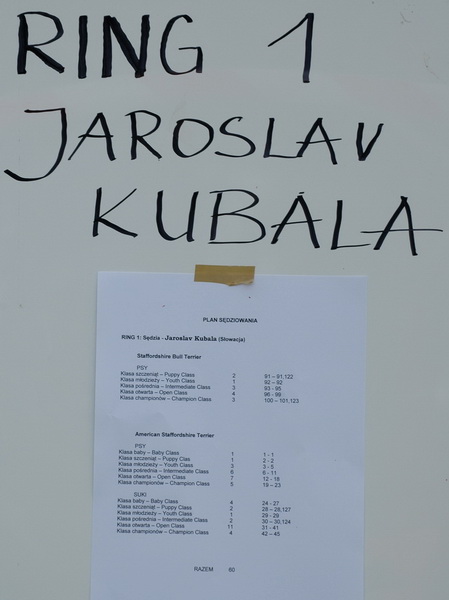 RING 1
JAROSLAV
KUBALA
PLAN SĘDZIOWANIA
RING 1: Sędzia - Jaroslav Kubala (Słowacja)
Staffordshire Bull Terrier
PSY
Klasa szczeniąt – Puppy Class 2 91 – 91,122
Klasa młodzieży – Youth Class 1 92 – 92
Klasa pośrednia – Intermediate Class 3 93 - 95
Klasa otwarta – Open Class 4 96 - 99
Klasa championów – Champion Class 3 100 – 101,123
American Staffordshire Terrier
PSY
Klasa baby – Baby Class 1 1 - 1
Klasa szczeniąt – Puppy Clas 1 2 - 2
Klasa młodzieży – Youth Class 3 3 - 5
Klasa pośrednia – Intermediate Class 6 6 - 11
Klasa otwarta – Open Class 7 12 - 18
Klasa championów – Champion Class 5 19 – 23
SUKI
Klasa baby – Baby Class 4 24 - 27
Klasa szczeniąt – Puppy Class 2 28 – 28,127
Klasa młodzieży – Youth Class 1 29 - 29
Klasa pośrednia – Intermediate Class 2 30 – 30,124
Klasa otwarta – Open Class 11 31 - 41
Klasa championów – Champion Class 4 42 – 45
RAZEM 60